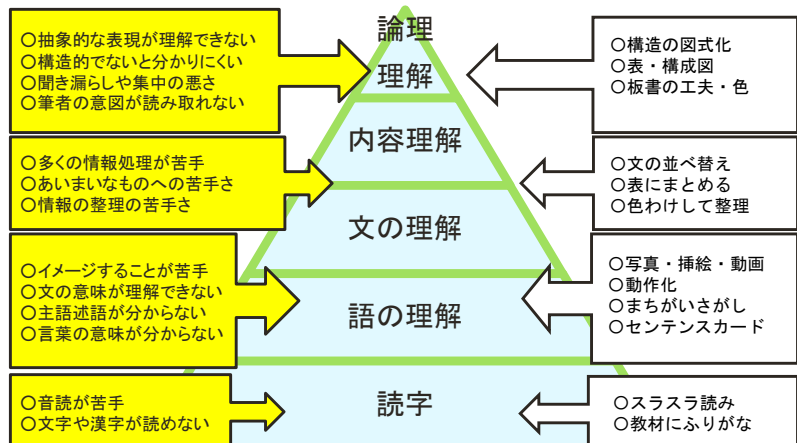 論理
理解
内容理解
文の理解
語の理解
読字
○抽象的な表現が理解できない
○構造的でないと分かりにくい
○聞き漏らしや集中の悪さ
○筆者の意図が読み取れない
○構造の図式化
○表・構成図
○板書の工夫・色
○多くの情報処理が苦手
○あいまいなものへの苦手さ
○情報の整理の苦手さ
○文の並べ替え
○表にまとめる
○色わけして整理
○イメージすることが苦手
○文の意味が理解できない
○主語述語が分からない
○言葉の意味が分からない
○写真・挿絵・動画
○動作化
○まちがいさがし
○センテンスカード
○音読が苦手
○文字や漢字が読めない
○スラスラ読み
○教材にふりがな